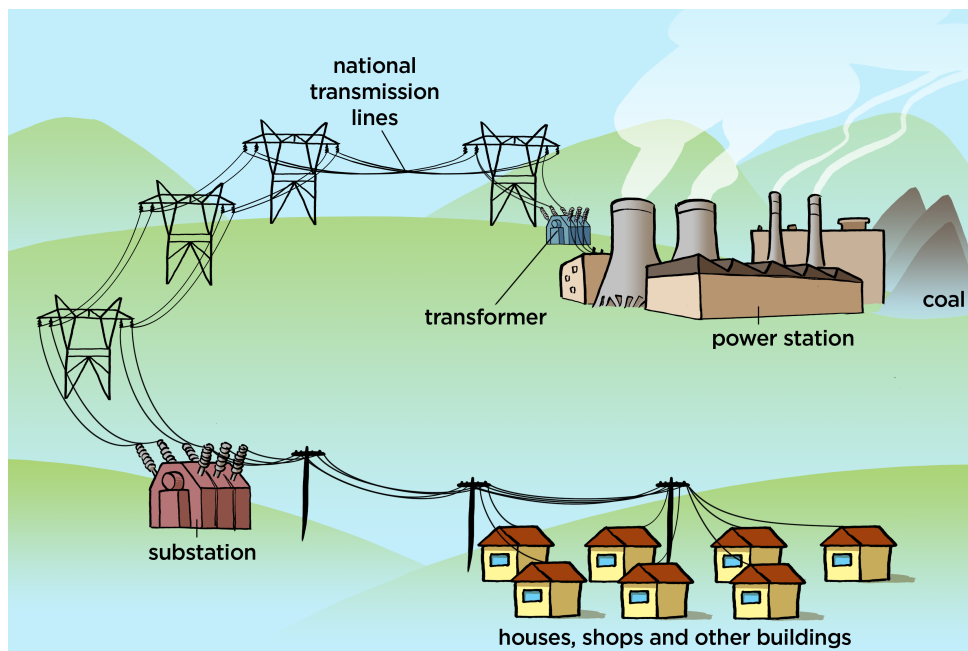 national
transmission
lines
transformer
coal
power station
substation
houses, shops and other buildings